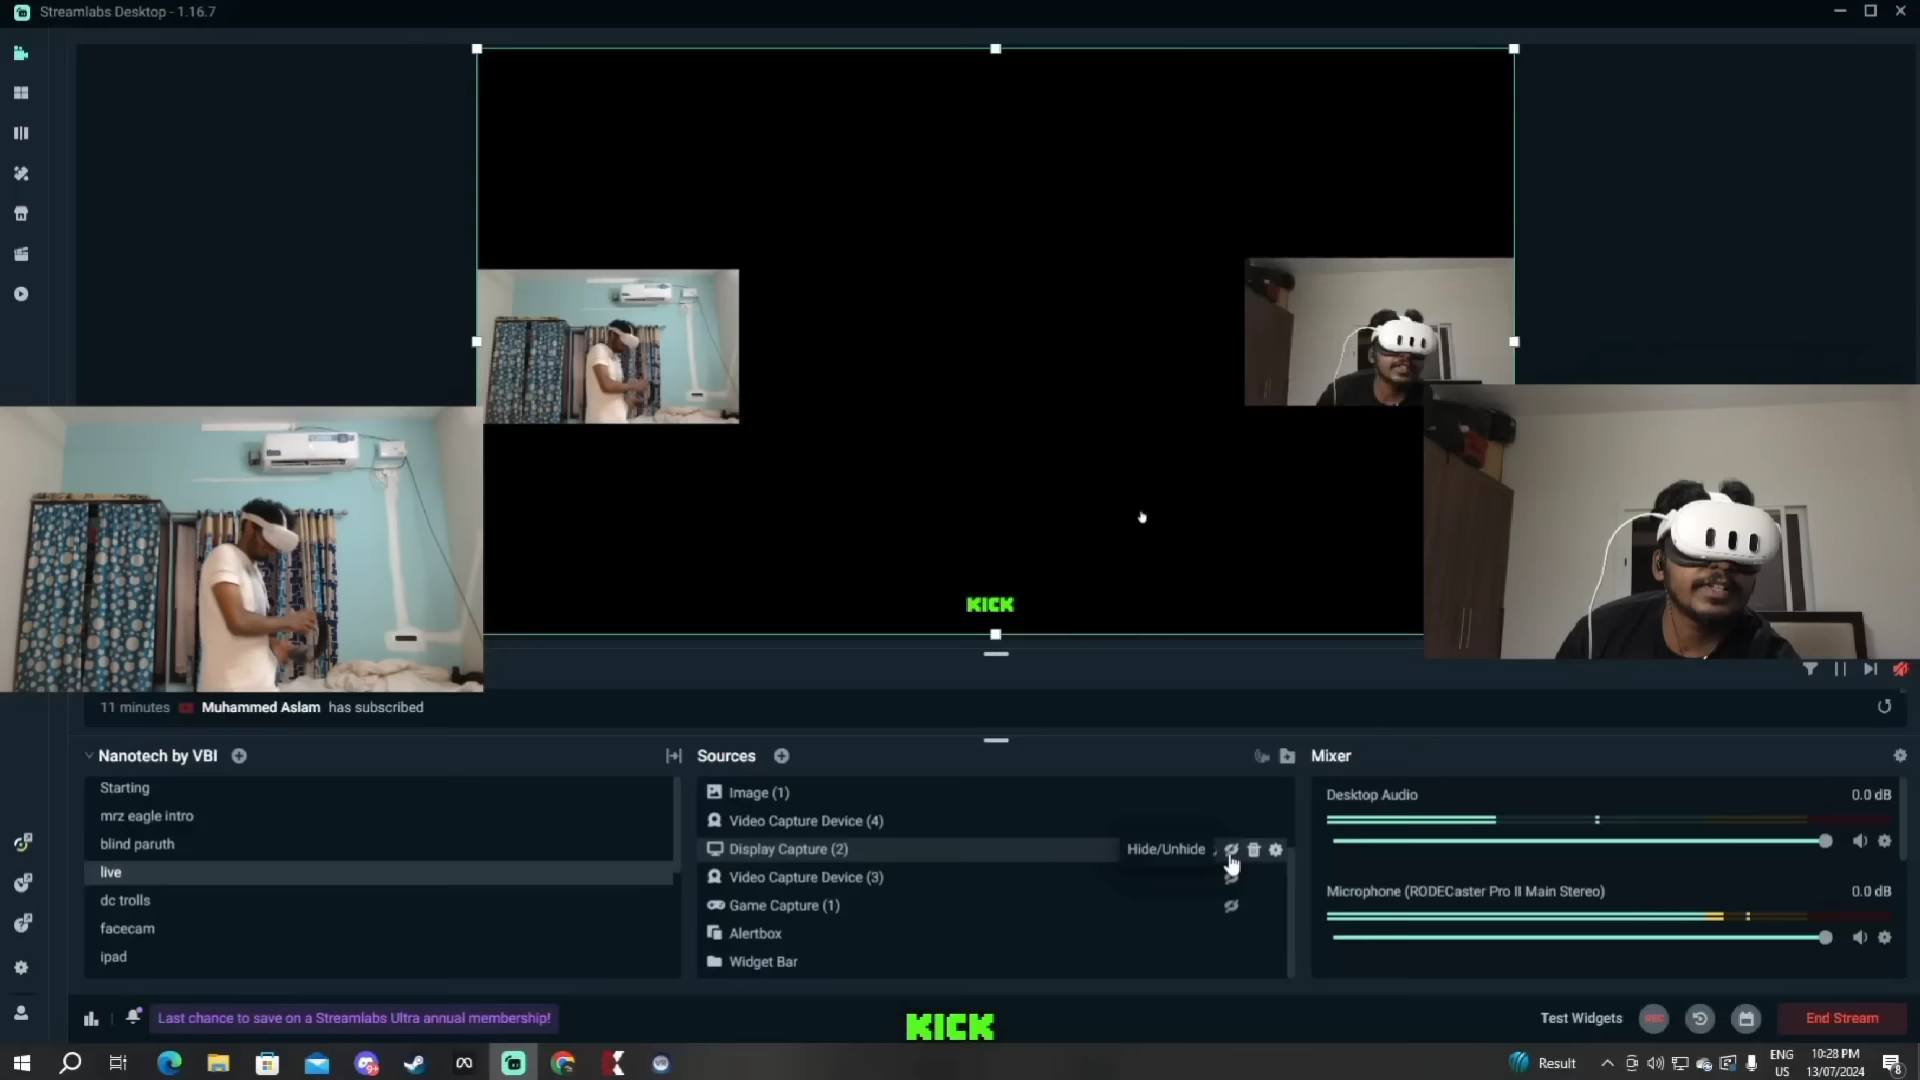 Streamlabs Desktop - 1.16.7
KICK
11 minutes Muhammed Aslam has subscribed
Nanotech by VBI
Starting
mrz eagle intro
blind paruth
live
dc trolls
facecam
ipad
Sources
Image (1)
Video Capture Device (4)
Display Capture (2)
Hide/Unhide
Video Capture Device (3)
Game Capture (1)
Alertbox
Widget Bar
Mixer
Desktop Audio 0.0 dB
Microphone (RODECaster Pro II Main Stereo) 0.0 dB
Last chance to save on a Streamlabs Ultra annual membership!
KICK
Test Widgets
REC
End Stream
Result
ENG
US
10:28 PM
13/07/2024
8